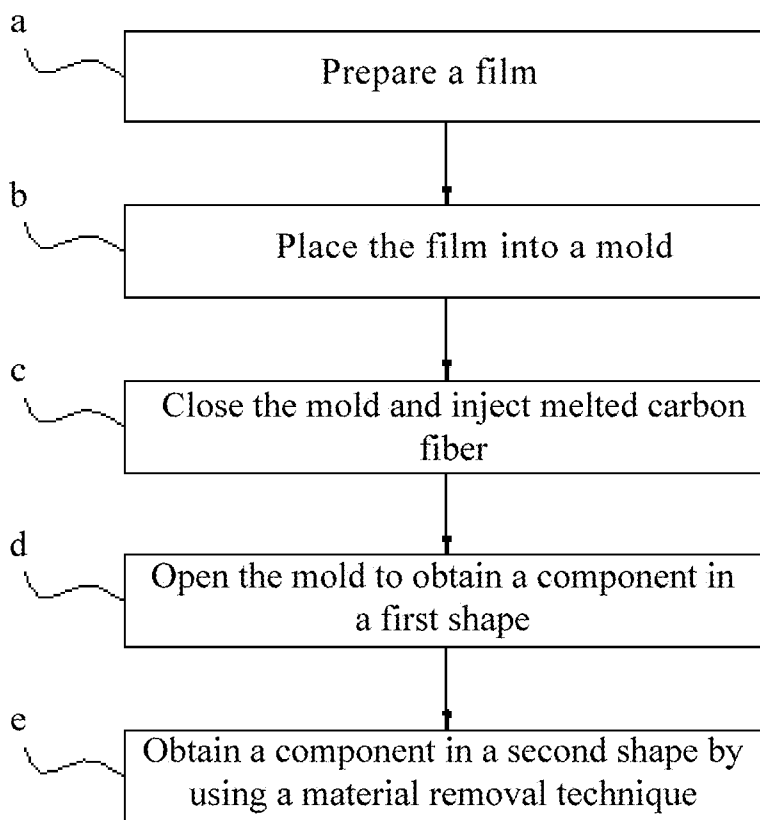 a
Prepare a film
b
Place the film into a mold
c
Close the mold and inject melted carbon
fiber
d
Open the mold to obtain a component in
a first shape
e
Obtain a component in a second shape by
using a material removal technique